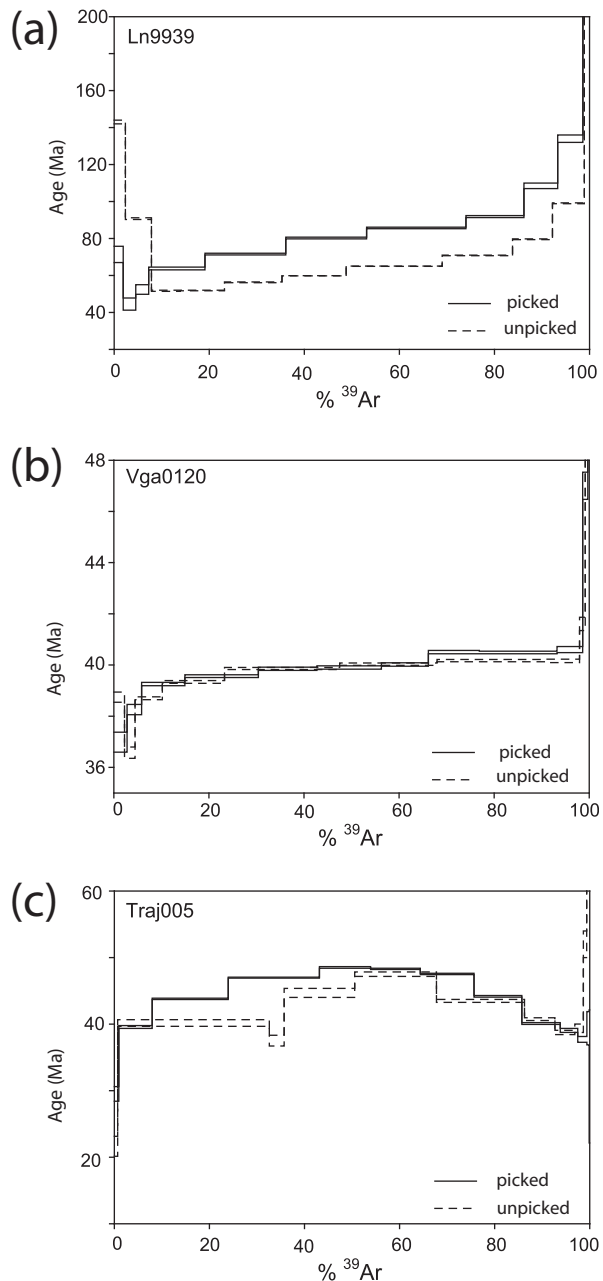 (a)
Ln9939
Age (Ma)
200
160
120
80
40
picked
unpicked
0 20 40 60 80 100
% ³⁹Ar
(b)
Vga0120
Age (Ma)
48
44
40
36
picked
unpicked
0 20 40 60 80 100
% ³⁹Ar
(c)
Traj005
Age (Ma)
60
40
20
picked
unpicked
0 20 40 60 80 100
% ³⁹Ar